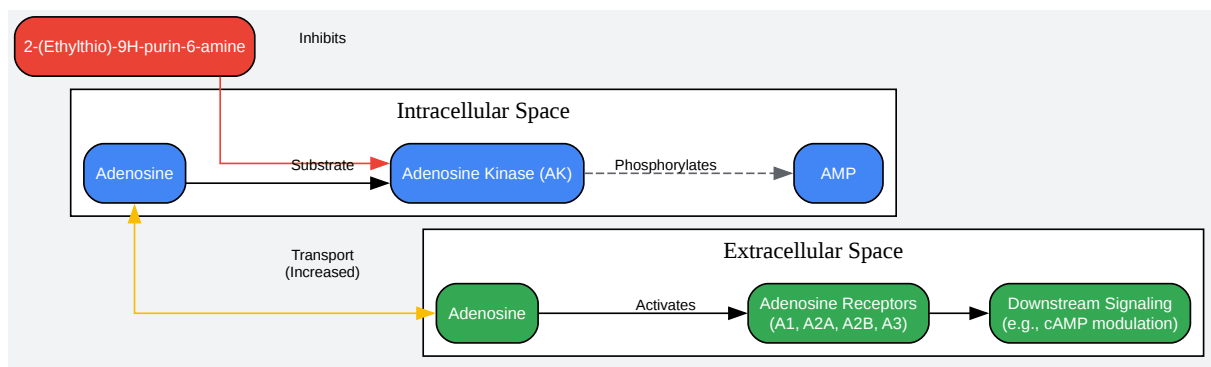 2-(Ethylthio)-9H-purin-6-amine
Inhibits
Intracellular Space
Adenosine
Substrate
Adenosine Kinase (AK)
Phosphorylates
AMP
Transport
(Increased)
Extracellular Space
Adenosine
Activates
Adenosine Receptors
(A1, A2A, A2B, A3)
Downstream Signaling
(e.g., cAMP modulation)